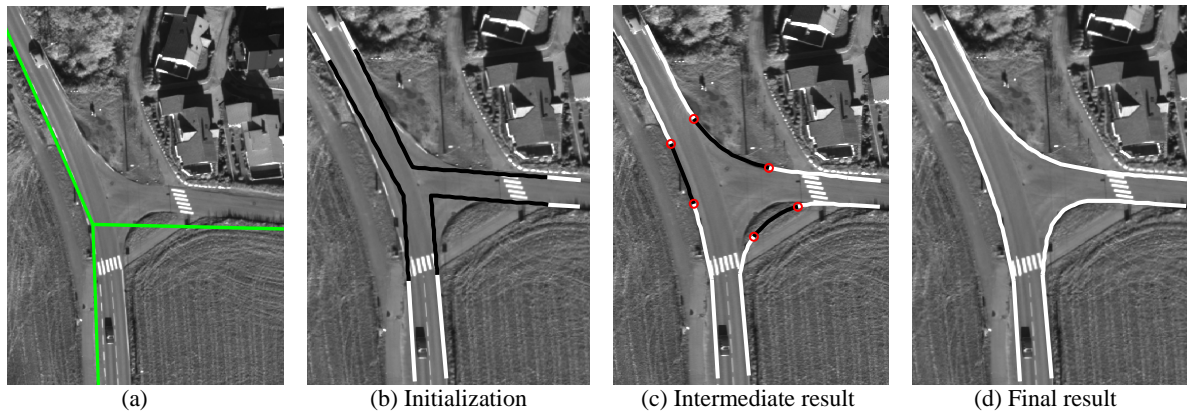 (a)
(b) Initialization
(c) Intermediate result
(d) Final result